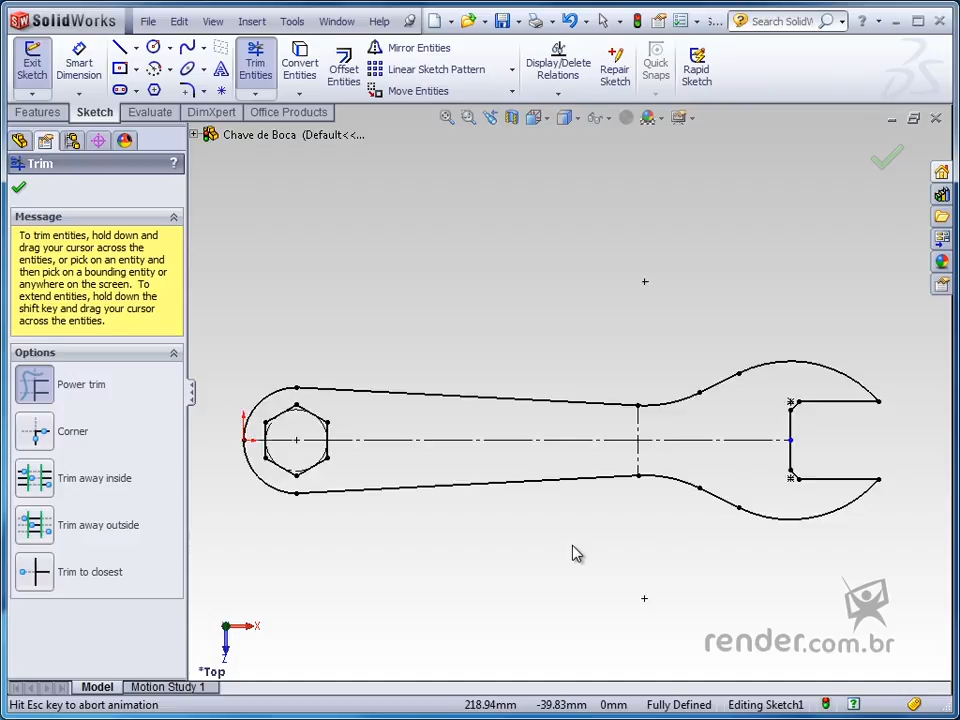 SolidWorks File Edit View Insert Tools Window Help S... Search SolidW
Exit Sketch
Smart Dimension
Trim Entities
Convert Entities
Offset Entities
Mirror Entities
Linear Sketch Pattern
Move Entities
Display/Delete Relations
Repair Sketch
Quick Snaps
Rapid Sketch
Features Sketch Evaluate DimXpert Office Products
Chave de Boca (Default<<...
Trim ?
Message
To trim entities, hold down and
drag your cursor across the
entities, or pick on an entity and
then pick on a bounding entity or
anywhere on the screen. To
extend entities, hold down the
shift key and drag your cursor
across the entities.
Options
Power trim
Corner
Trim away inside
Trim away outside
Trim to closest
X
Z
*Top
render.com.br
Model Motion Study 1
Hit Esc key to abort animation 218.94mm -39.83mm 0mm Fully Defined Editing Sketch1